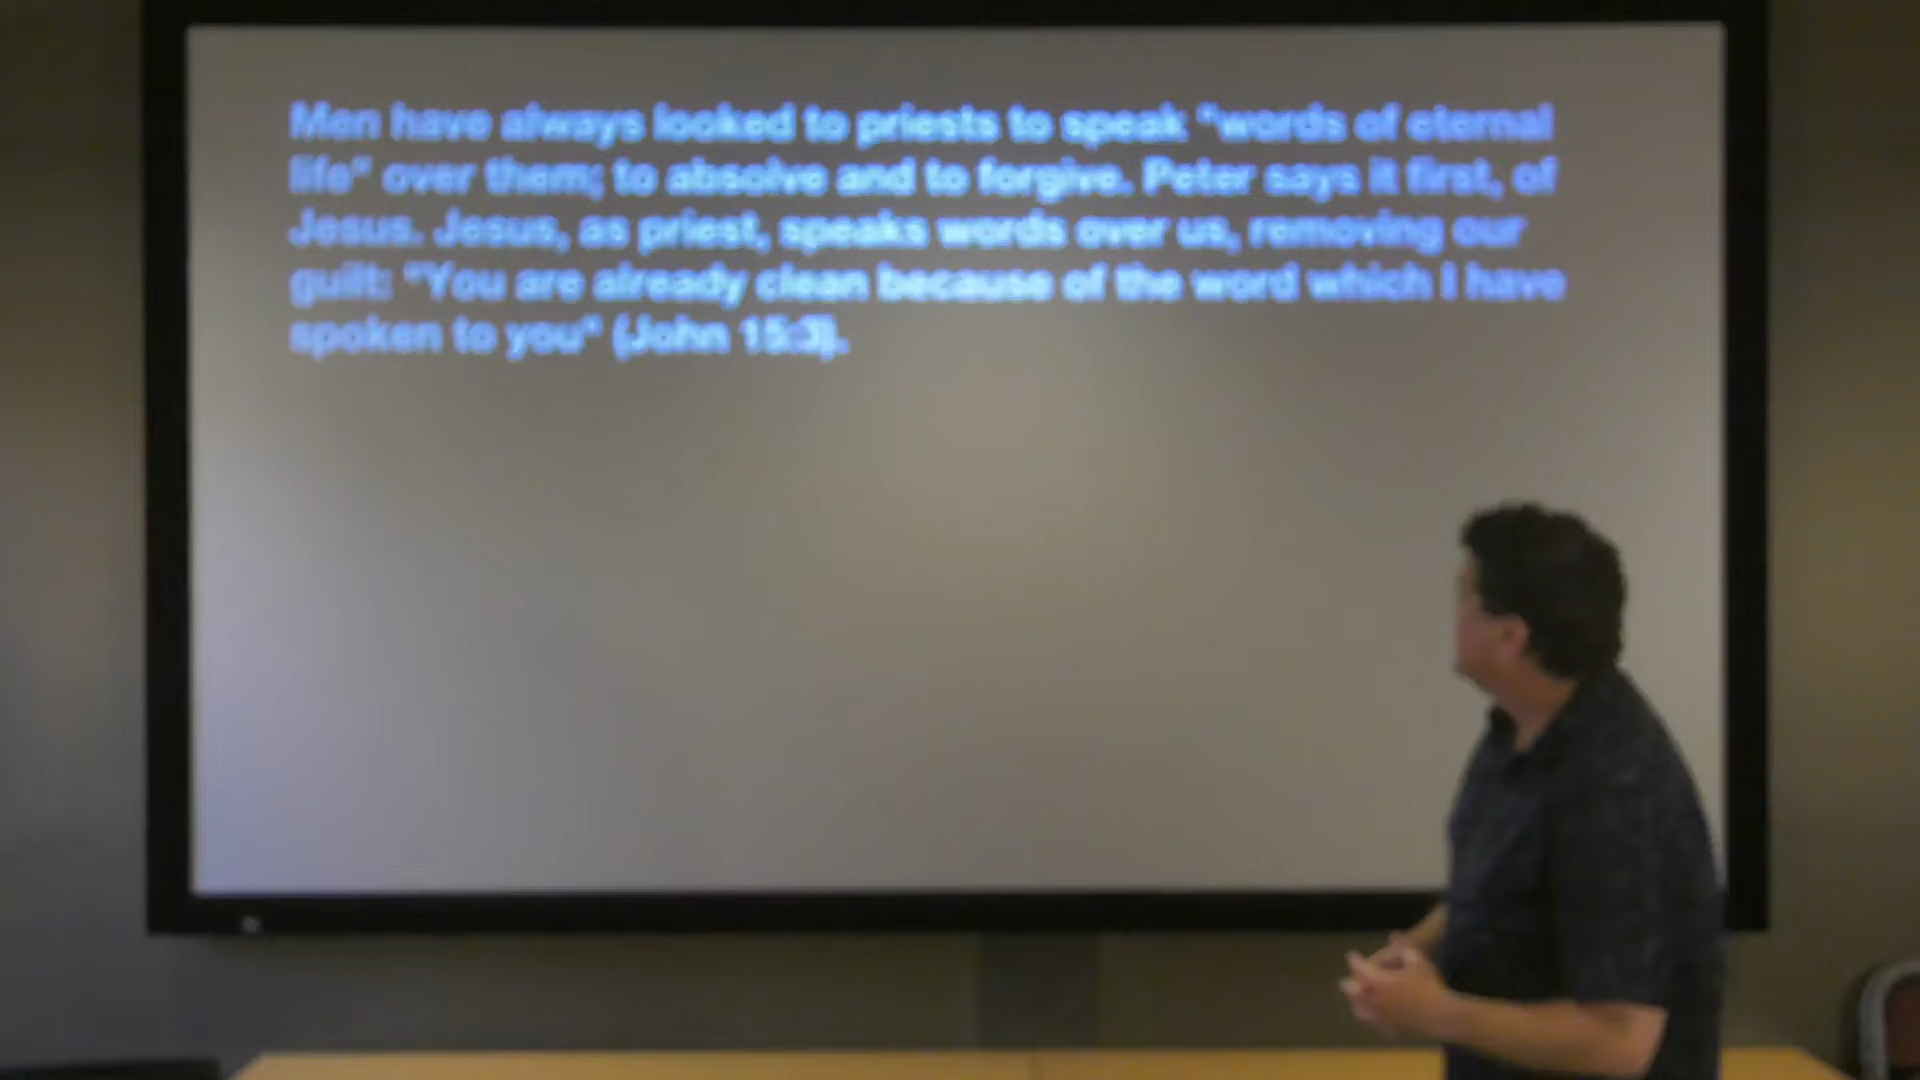 Men have always looked to priests to speak "words of eternal
life" over them; to absolve and to forgive. Peter says it first, of
Jesus. Jesus, as priest, speaks words over us, removing our
guilt: "You are already clean because of the word which I have
spoken to you" (John 15:3).